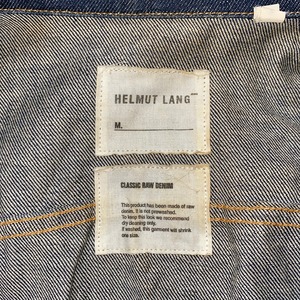 HELMUT LANG
M.
CLASSIC RAW DENIM
This product has been made of raw
denim. It is not prewashed.
To keep this look we recommend
dry cleaning only.
If washed, this garment will shrink
one size.